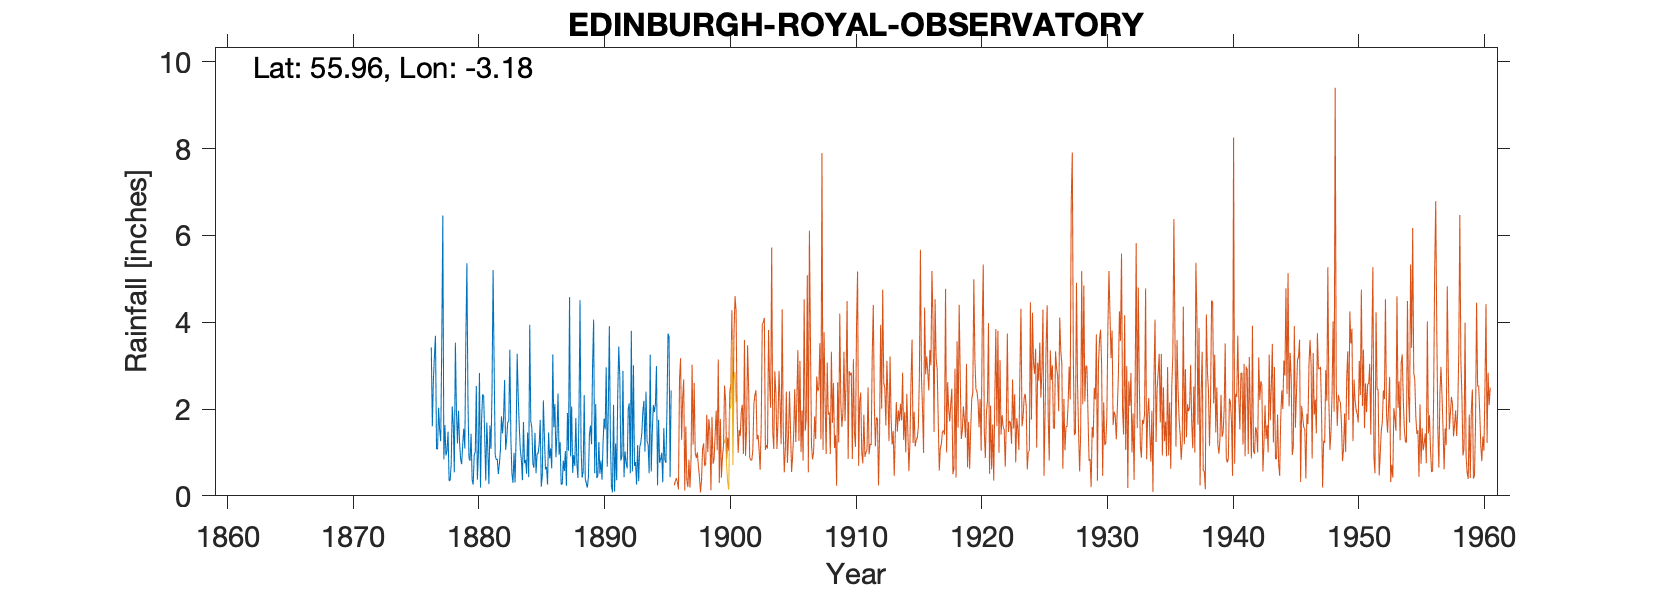 EDINBURGH-ROYAL-OBSERVATORY
Lat: 55.96, Lon: -3.18
10
8
6
4
2
0
Rainfall [inches]
1860 1870 1880 1890 1900 1910 1920 1930 1940 1950 1960
Year